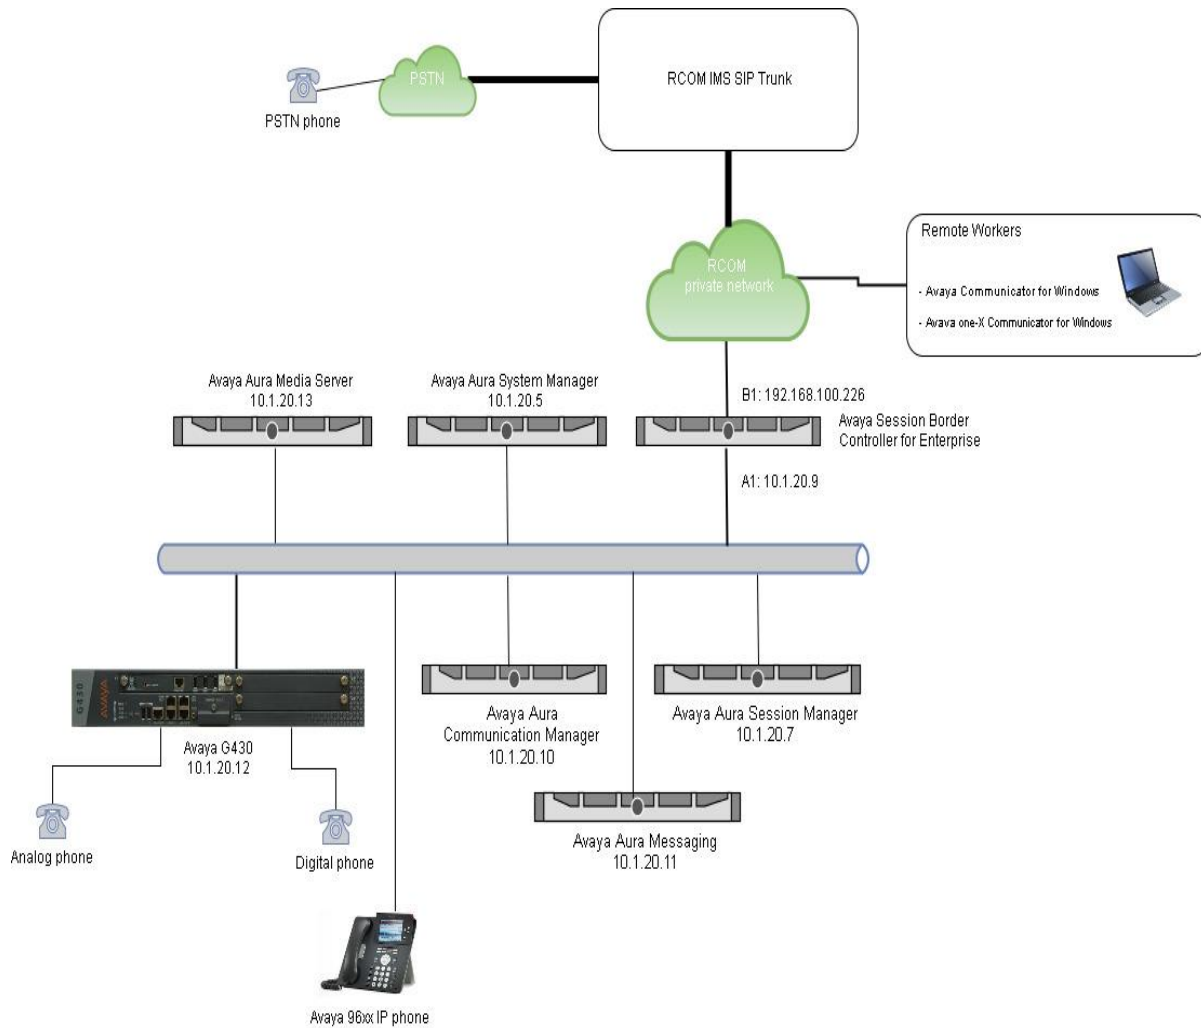 PSTN
RCOM IMS SIP Trunk
PSTN phone
Remote Workers
RCOM
private network
- Avaya Communicator for Windows
- Avava one-X Communicator for Windows
Avaya Aura Media Server
10.1.20.13
Avaya Aura System Manager
10.1.20.5
B1: 192.168.100.226
Avaya Session Border
Controller for Enterprise
A1: 10.1.20.9
G430
AVAYA
Avaya G430
10.1.20.12
Avaya Aura
Communication Manager
10.1.20.10
Avaya Aura Session Manager
10.1.20.7
Analog phone
Digital phone
Avaya Aura Messaging
10.1.20.11
Avaya 96xx IP phone